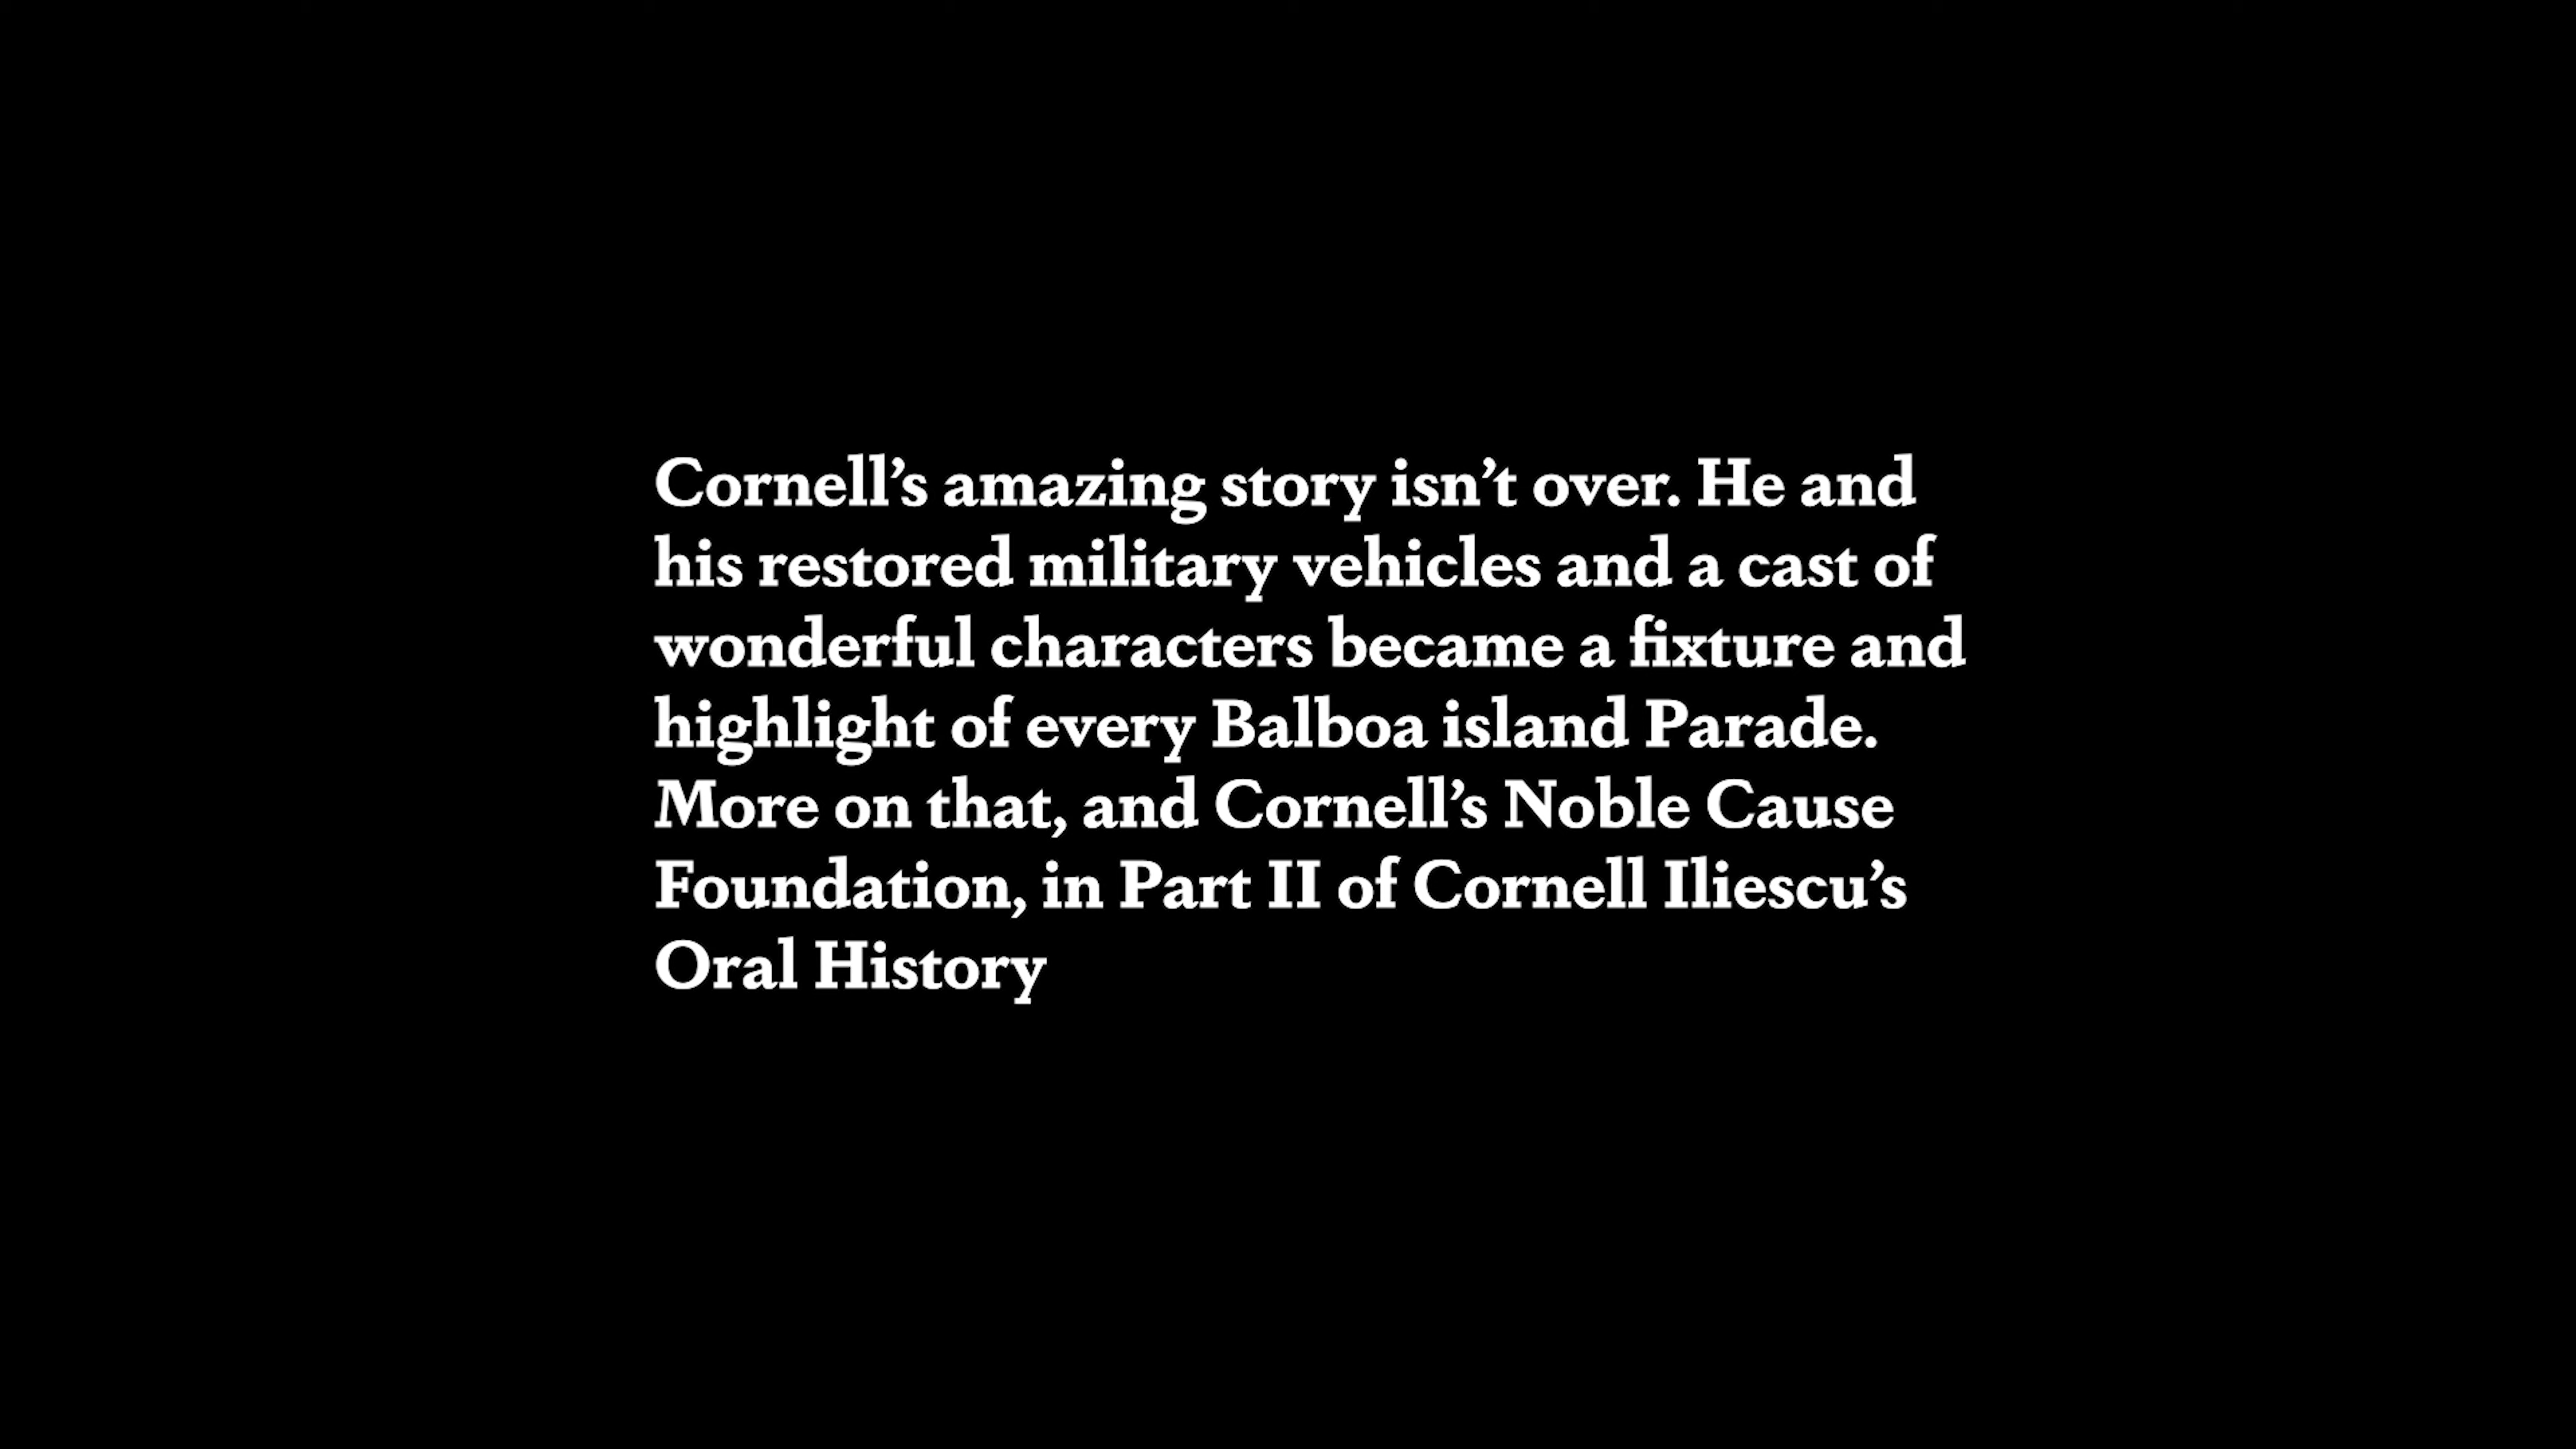 Cornell’s amazing story isn’t over. He and
his restored military vehicles and a cast of
wonderful characters became a fixture and
highlight of every Balboa island Parade.
More on that, and Cornell’s Noble Cause
Foundation, in Part II of Cornell Iliescu’s
Oral History